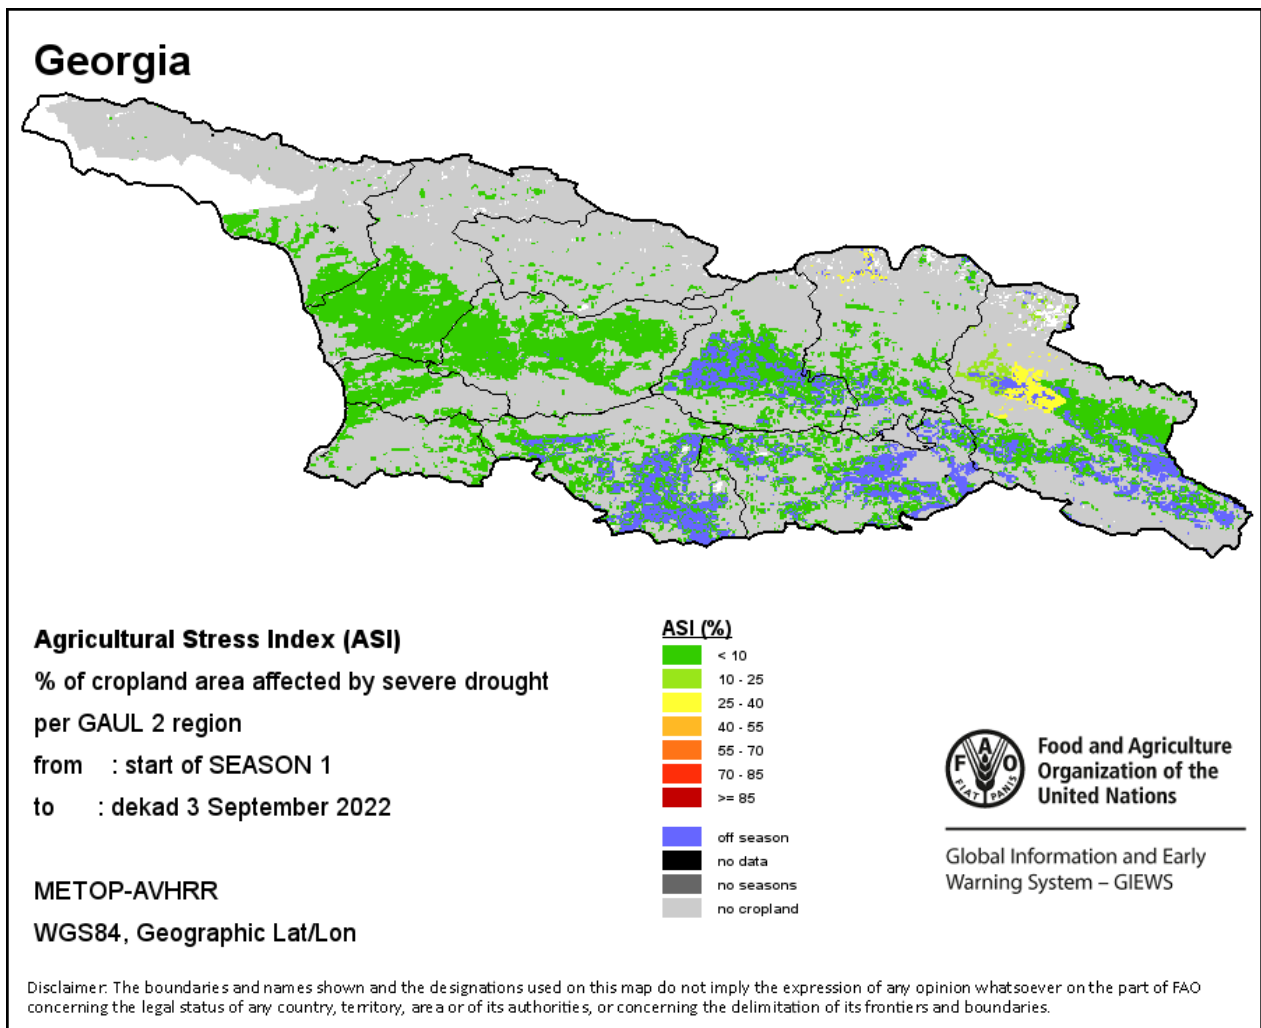 Georgia
Agricultural Stress Index (ASI)
% of cropland area affected by severe drought
per GAUL 2 region
from : start of SEASON 1
to : dekad 3 September 2022
METOP-AVHRR
WGS84, Geographic Lat/Lon
ASI (%)
< 10
10 - 25
25 - 40
40 - 55
55 - 70
70 - 85
>= 85
off season
no data
no seasons
no cropland
F A O
FIAT PANIS
Food and Agriculture
Organization of the
United Nations
Global Information and Early
Warning System – GIEWS
Disclaimer: The boundaries and names shown and the designations used on this map do not imply the expression of any opinion whatsoever on the part of FAO
concerning the legal status of any country, territory, area or of its authorities, or concerning the delimitation of its frontiers and boundaries.